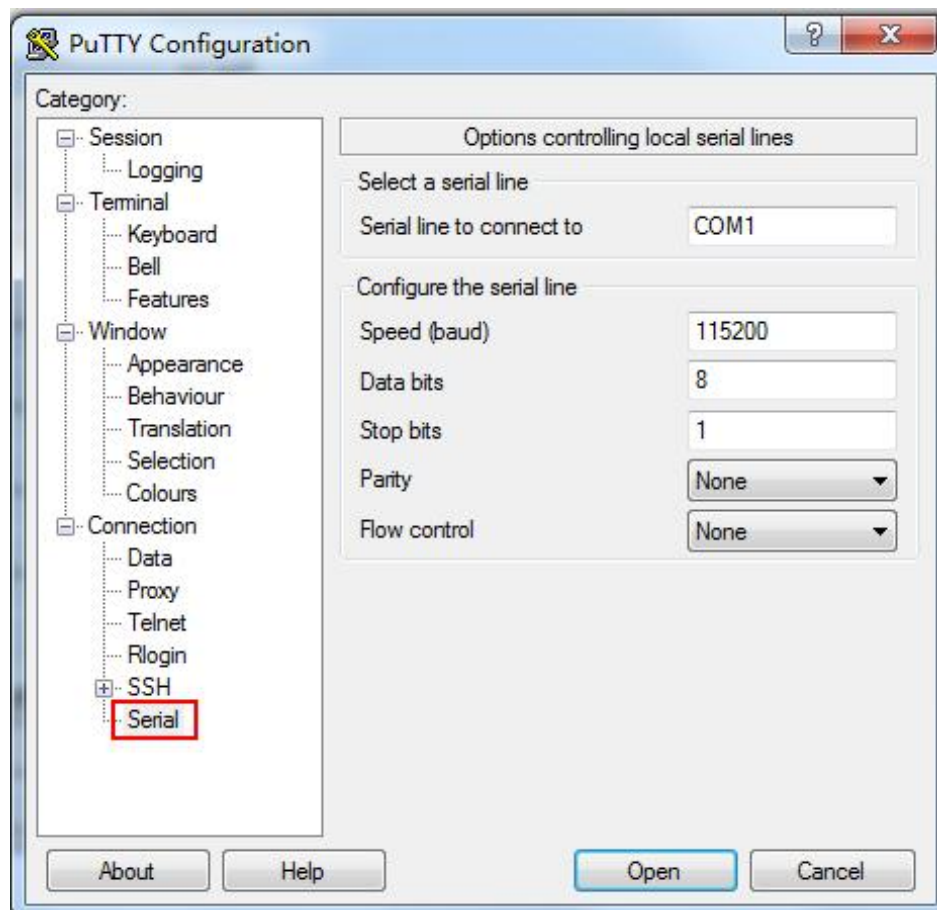 PuTTY Configuration
Category:
Session
Logging
Terminal
Keyboard
Bell
Features
Window
Appearance
Behaviour
Translation
Selection
Colours
Connection
Data
Proxy
Telnet
Rlogin
SSH
Serial
Options controlling local serial lines
Select a serial line
Serial line to connect to COM1
Configure the serial line
Speed (baud) 115200
Data bits 8
Stop bits 1
Parity None
Flow control None
About Help Open Cancel